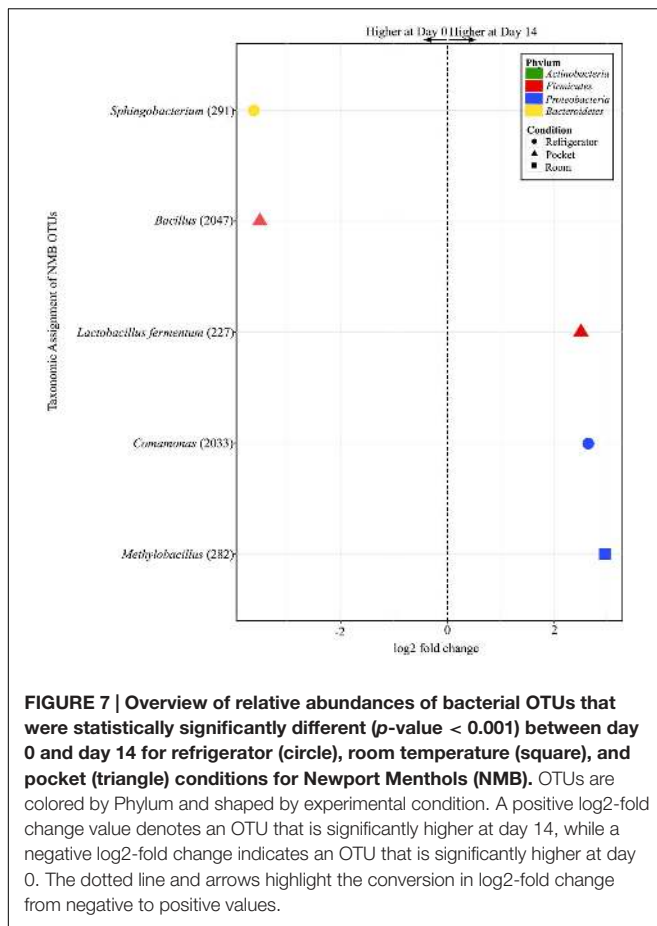 Higher at Day 0 Higher at Day 14
Phylum
Actinobacteria
Firmicutes
Proteobacteria
Bacteroidetes
Condition
Refrigerator
Pocket
Room
Taxonomic Assignment of NMB OTUs
Sphingobacterium (291)
Bacillus (2047)
Lactobacillus fermentum (227)
Comamonas (2033)
Methylobacillus (282)
-2
0
2
log2 fold change
FIGURE 7 | Overview of relative abundances of bacterial OTUs that
were statistically significantly different (p-value < 0.001) between day
0 and day 14 for refrigerator (circle), room temperature (square), and
pocket (triangle) conditions for Newport Menthols (NMB). OTUs are
colored by Phylum and shaped by experimental condition. A positive log2-fold
change value denotes an OTU that is significantly higher at day 14, while a
negative log2-fold change indicates an OTU that is significantly higher at day
0. The dotted line and arrows highlight the conversion in log2-fold change
from negative to positive values.